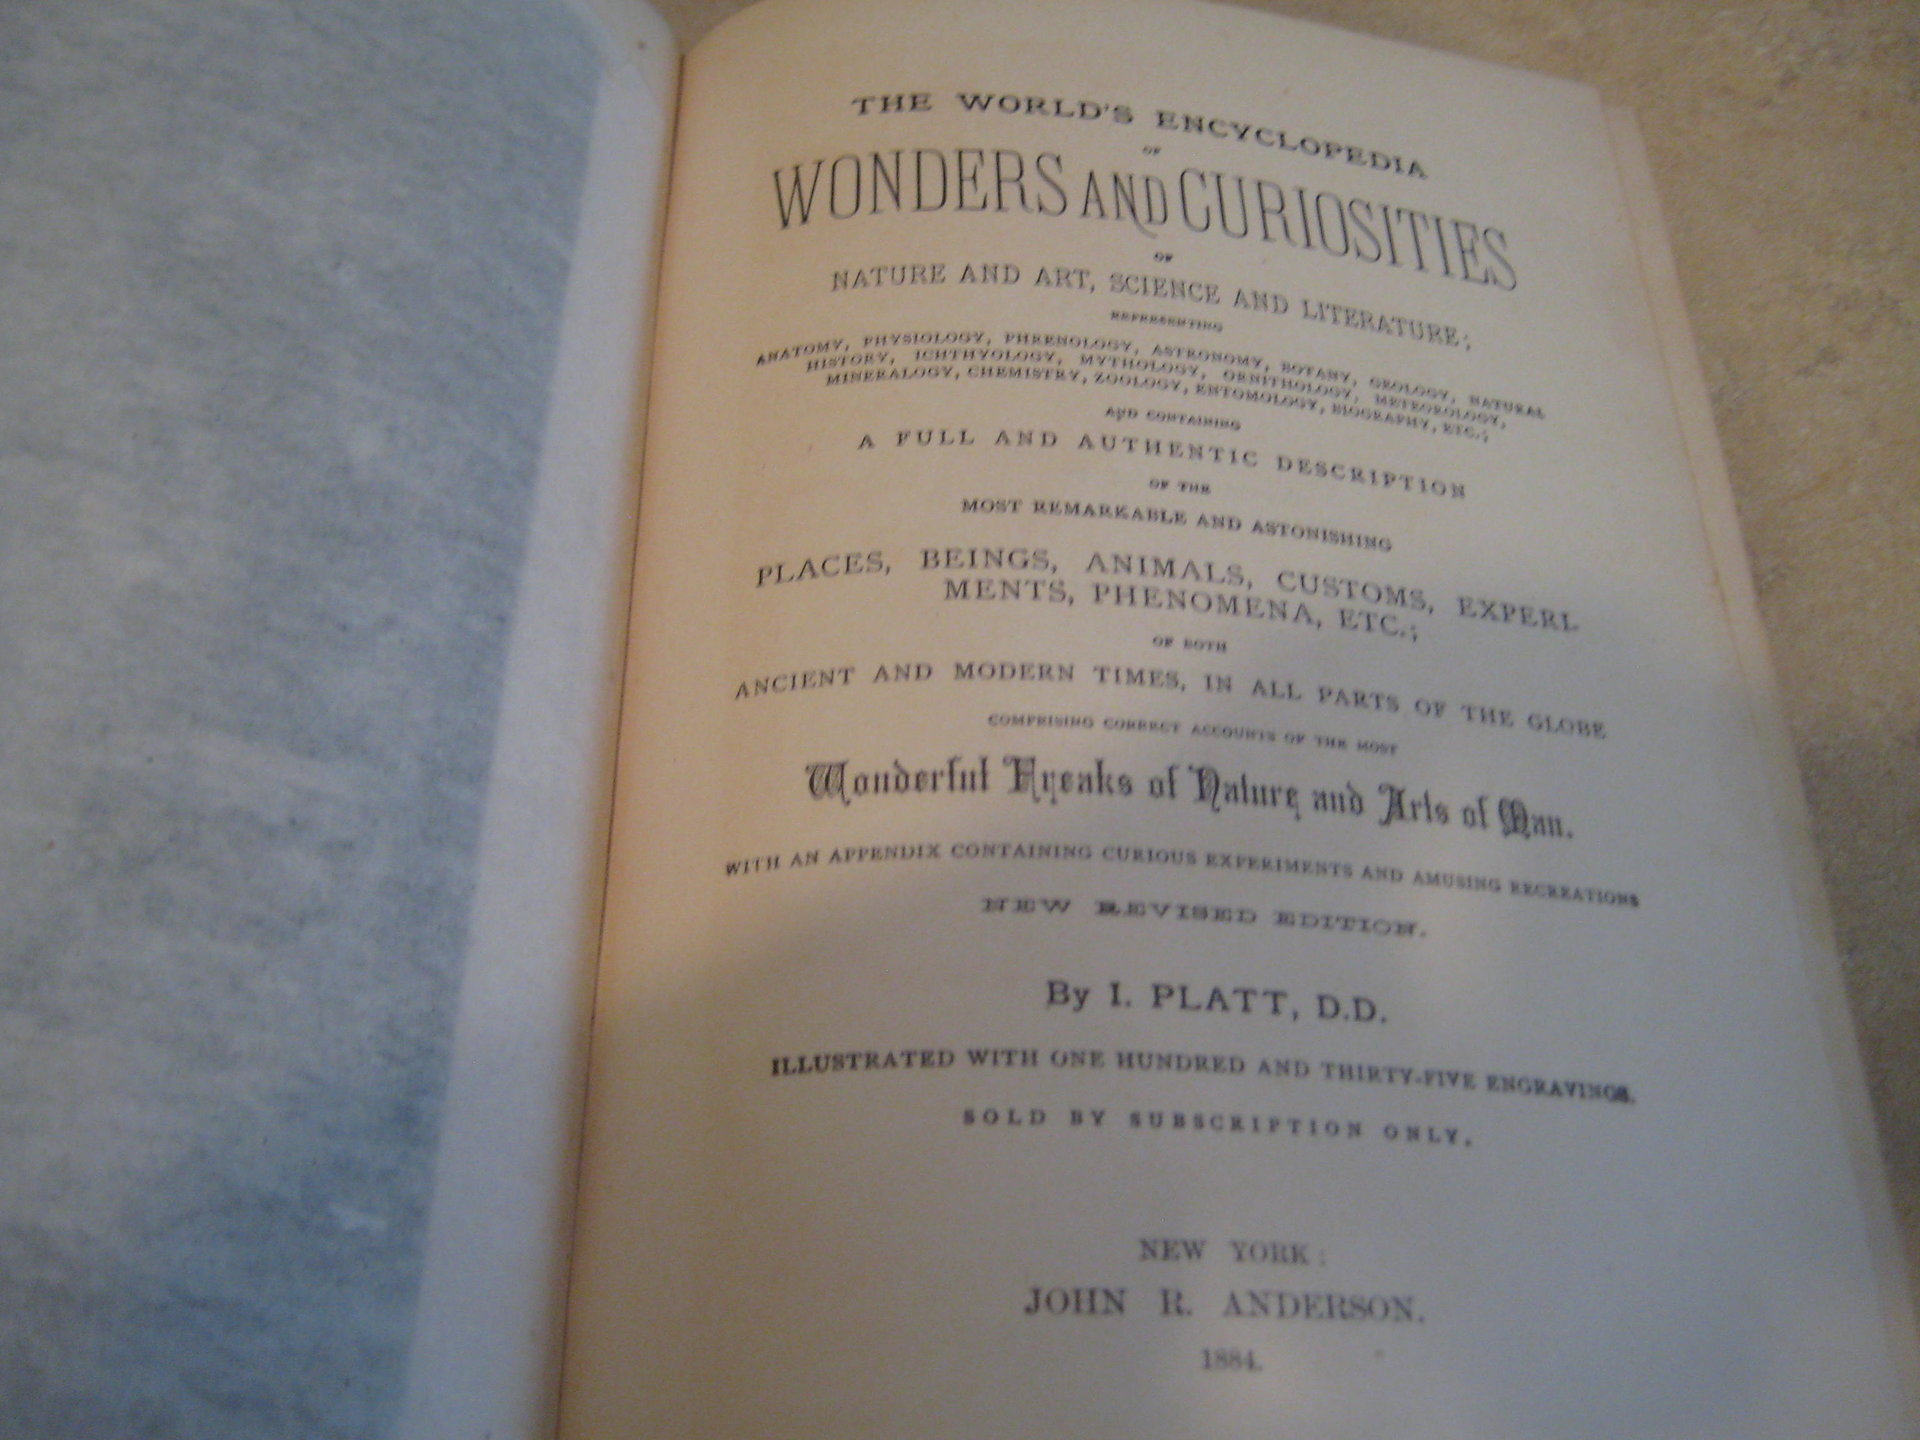 THE WORLD'S ENCYCLOPEDIA
OF
WONDERS AND CURIOSITIES
OF
NATURE AND ART, SCIENCE AND LITERATURE;
REPRESENTING
ANATOMY, PHYSIOLOGY, PHRENOLOGY, ASTRONOMY, BOTANY, GEOLOGY, NATURAL
HISTORY, ICHTHYOLOGY, MYTHOLOGY, ORNITHOLOGY, METEOROLOGY,
MINERALOGY, CHEMISTRY, ZOOLOGY, ENTOMOLOGY, BIOGRAPHY, ETC.;
AND CONTAINING
A FULL AND AUTHENTIC DESCRIPTION
OF THE
MOST REMARKABLE AND ASTONISHING
PLACES, BEINGS, ANIMALS, CUSTOMS, EXPERI-
MENTS, PHENOMENA, ETC.;
OF BOTH
ANCIENT AND MODERN TIMES, IN ALL PARTS OF THE GLOBE
COMPRISING CORRECT ACCOUNTS OF THE MOST
Wonderful Freaks of Nature and Arts of Man.
WITH AN APPENDIX CONTAINING CURIOUS EXPERIMENTS AND AMUSING RECREATIONS
NEW REVISED EDITION.
By I. PLATT, D.D.
ILLUSTRATED WITH ONE HUNDRED AND THIRTY-FIVE ENGRAVINGS.
SOLD BY SUBSCRIPTION ONLY.
NEW YORK:
JOHN R. ANDERSON.
1884.